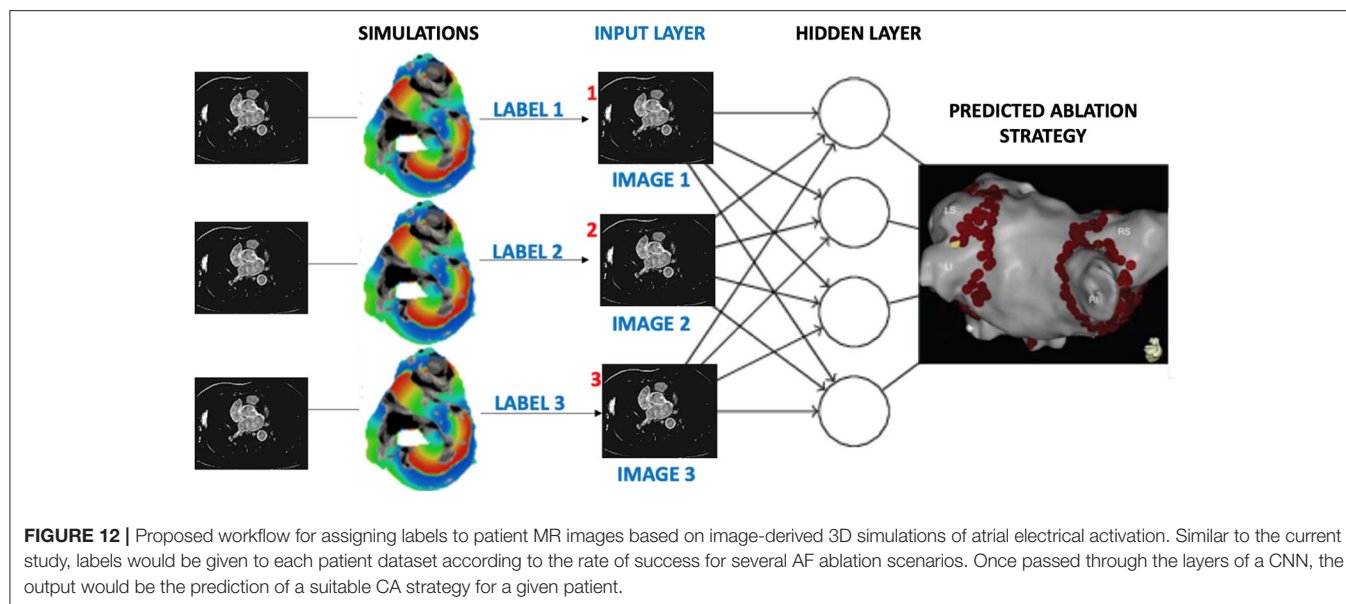 SIMULATIONS
INPUT LAYER
HIDDEN LAYER
PREDICTED ABLATION
STRATEGY
LABEL 1
1
IMAGE 1
LABEL 2
2
IMAGE 2
LABEL 3
3
IMAGE 3
LS
LI
RS
RI
FIGURE 12 | Proposed workflow for assigning labels to patient MR images based on image-derived 3D simulations of atrial electrical activation. Similar to the current
study, labels would be given to each patient dataset according to the rate of success for several AF ablation scenarios. Once passed through the layers of a CNN, the
output would be the prediction of a suitable CA strategy for a given patient.